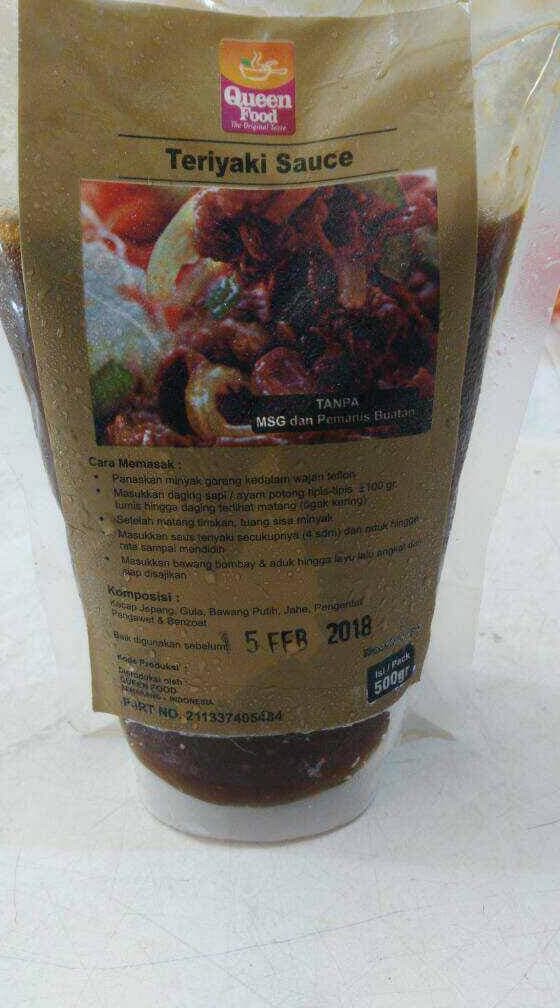 Queen
Food
The Original Taste
Teriyaki Sauce
TANPA
MSG dan Pemanis Buatan
Cara Memasak :
• Panaskan minyak goreng kedalam wajan teflon
• Masukkan daging sapi / ayam potong tipis-tipis ±100 gr.
tumis hingga daging terlihat matang (agak kering)
• Setelah matang tiriskan, buang sisa minyak
Masukkan saus teriyaki secukupnya (4 sdm) dan aduk hingga
rata sampai mendidih
• Masukkan bawang bombay & aduk hingga layu lalu angkat dan
siap disajikan
Komposisi :
Kecap Jepang, Gula, Bawang Putih, Jahe, Pengental
Pengawet & Benzoat
Baik digunakan sebelum: 15 FEB 2018
Kode Produksi :
Diproduksi oleh :
QUEEN FOOD
INDONESIA
Isi / Pack
500gr
PART NO. 211337405484